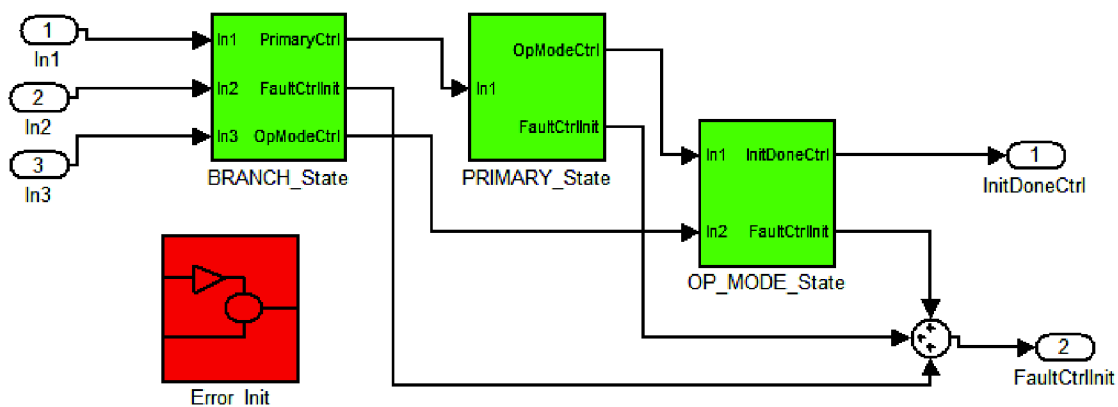 1
In1
2
In2
3
In3
In1
PrimaryCtrl
In2
FaultCtrlInit
In3
OpModeCtrl
BRANCH_State
In1
OpModeCtrl
FaultCtrlInit
PRIMARY_State
In1
InitDoneCtrl
In2
FaultCtrlInit
OP_MODE_State
1
InitDoneCtrl
2
FaultCtrlInit
Error_Init